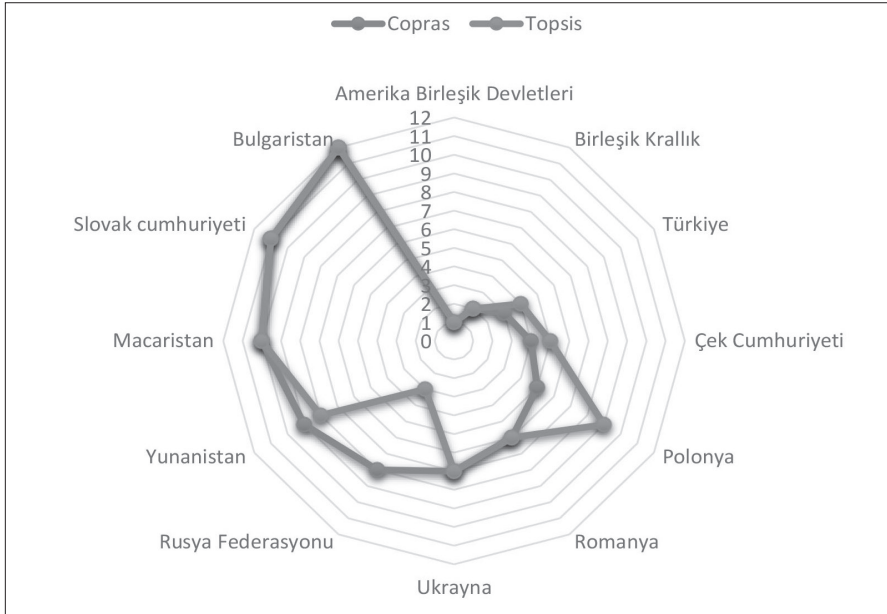 Copras Topsis
Amerika Birleşik Devletleri
Birleşik Krallık
Türkiye
Çek Cumhuriyeti
Polonya
Romanya
Ukrayna
Rusya Federasyonu
Yunanistan
Macaristan
Slovak cumhuriyeti
Bulgaristan
12
11
10
9
8
7
6
5
4
3
2
1
0